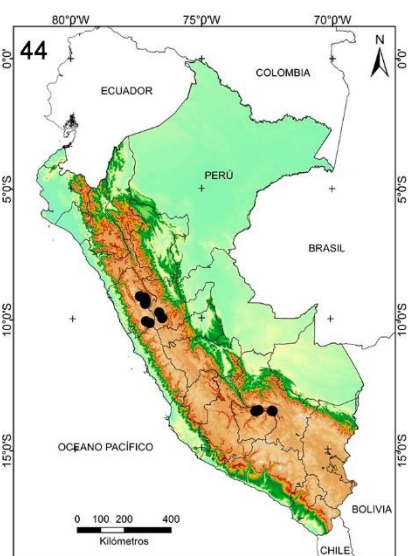 80°0'W 75°0'W 70°0'W
44
N
0°0'
0°0'
COLOMBIA
ECUADOR
PERÚ
5°0'S
5°0'S
BRASIL
10°0'S
10°0'S
OCEANO PACÍFICO
15°0'S
15°0'S
BOLIVIA
0 100 200 400
Kilómetros
CHILE